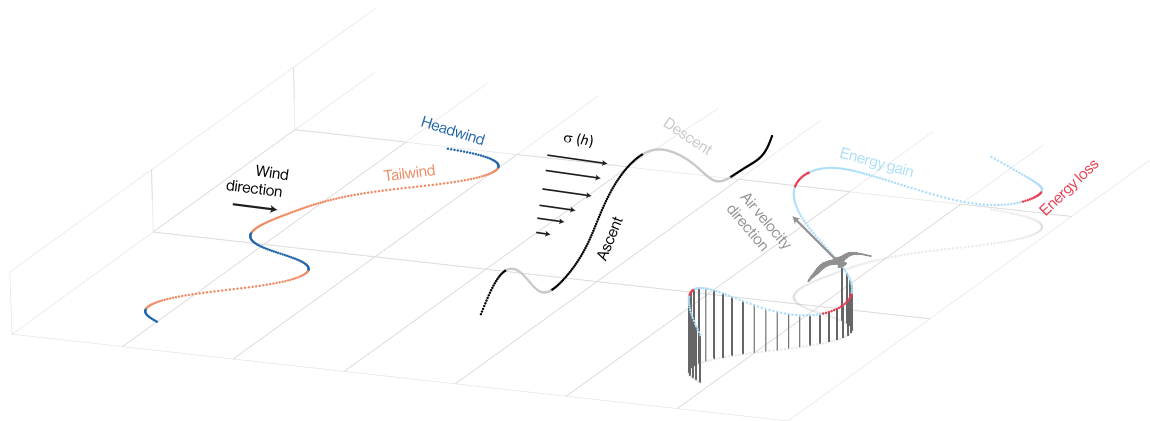 Headwind
Wind
direction
Tailwind
σ (h)
Descent
Ascent
Energy gain
Energy loss
Air velocity
direction